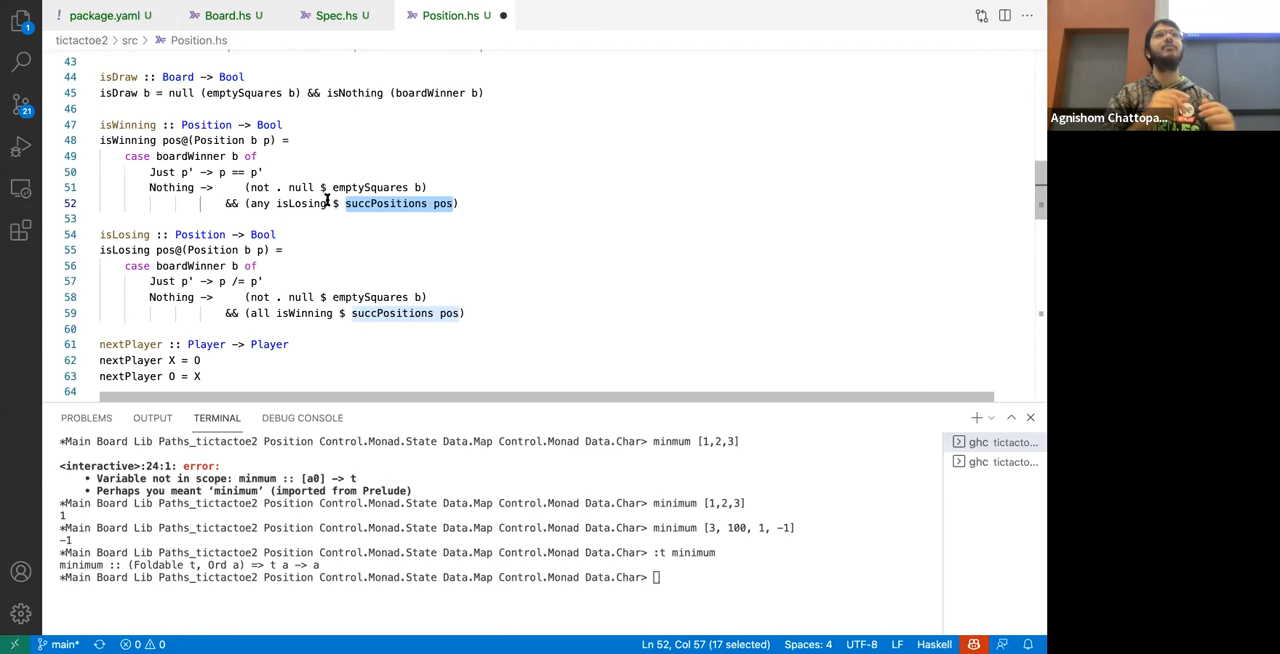 package.yaml U
Board.hs U
Spec.hs U
Position.hs U
tictactoe2 > src > Position.hs
43
44 isDraw :: Board -> Bool
45 isDraw b = null (emptySquares b) && isNothing (boardWinner b)
46
47 isWinning :: Position -> Bool
48 isWinning pos@(Position b p) =
49 case boardWinner b of
50 Just p' -> p == p'
51 Nothing -> (not . null $ emptySquares b)
52 && (any isLosing $ succPositions pos)
53
54 isLosing :: Position -> Bool
55 isLosing pos@(Position b p) =
56 case boardWinner b of
57 Just p' -> p /= p'
58 Nothing -> (not . null $ emptySquares b)
59 && (all isWinning $ succPositions pos)
60
61 nextPlayer :: Player -> Player
62 nextPlayer X = O
63 nextPlayer O = X
64
PROBLEMS OUTPUT TERMINAL DEBUG CONSOLE
*Main Board Lib Paths_tictactoe2 Position Control.Monad.State Data.Map Control.Monad Data.Char> minmum [1,2,3]
<interactive>:24:1: error:
• Variable not in scope: minmum :: [a0] -> t
• Perhaps you meant ‘minimum’ (imported from Prelude)
*Main Board Lib Paths_tictactoe2 Position Control.Monad.State Data.Map Control.Monad Data.Char> minimum [1,2,3]
1
*Main Board Lib Paths_tictactoe2 Position Control.Monad.State Data.Map Control.Monad Data.Char> minimum [3, 100, 1, -1]
-1
*Main Board Lib Paths_tictactoe2 Position Control.Monad.State Data.Map Control.Monad Data.Char> :t minimum
minimum :: (Foldable t, Ord a) => t a -> a
*Main Board Lib Paths_tictactoe2 Position Control.Monad.State Data.Map Control.Monad Data.Char>
ghc tictacto...
ghc tictacto...
1
21
main* 0 0 Ln 52, Col 57 (17 selected) Spaces: 4 UTF-8 LF Haskell
Agnishom Chattopa...